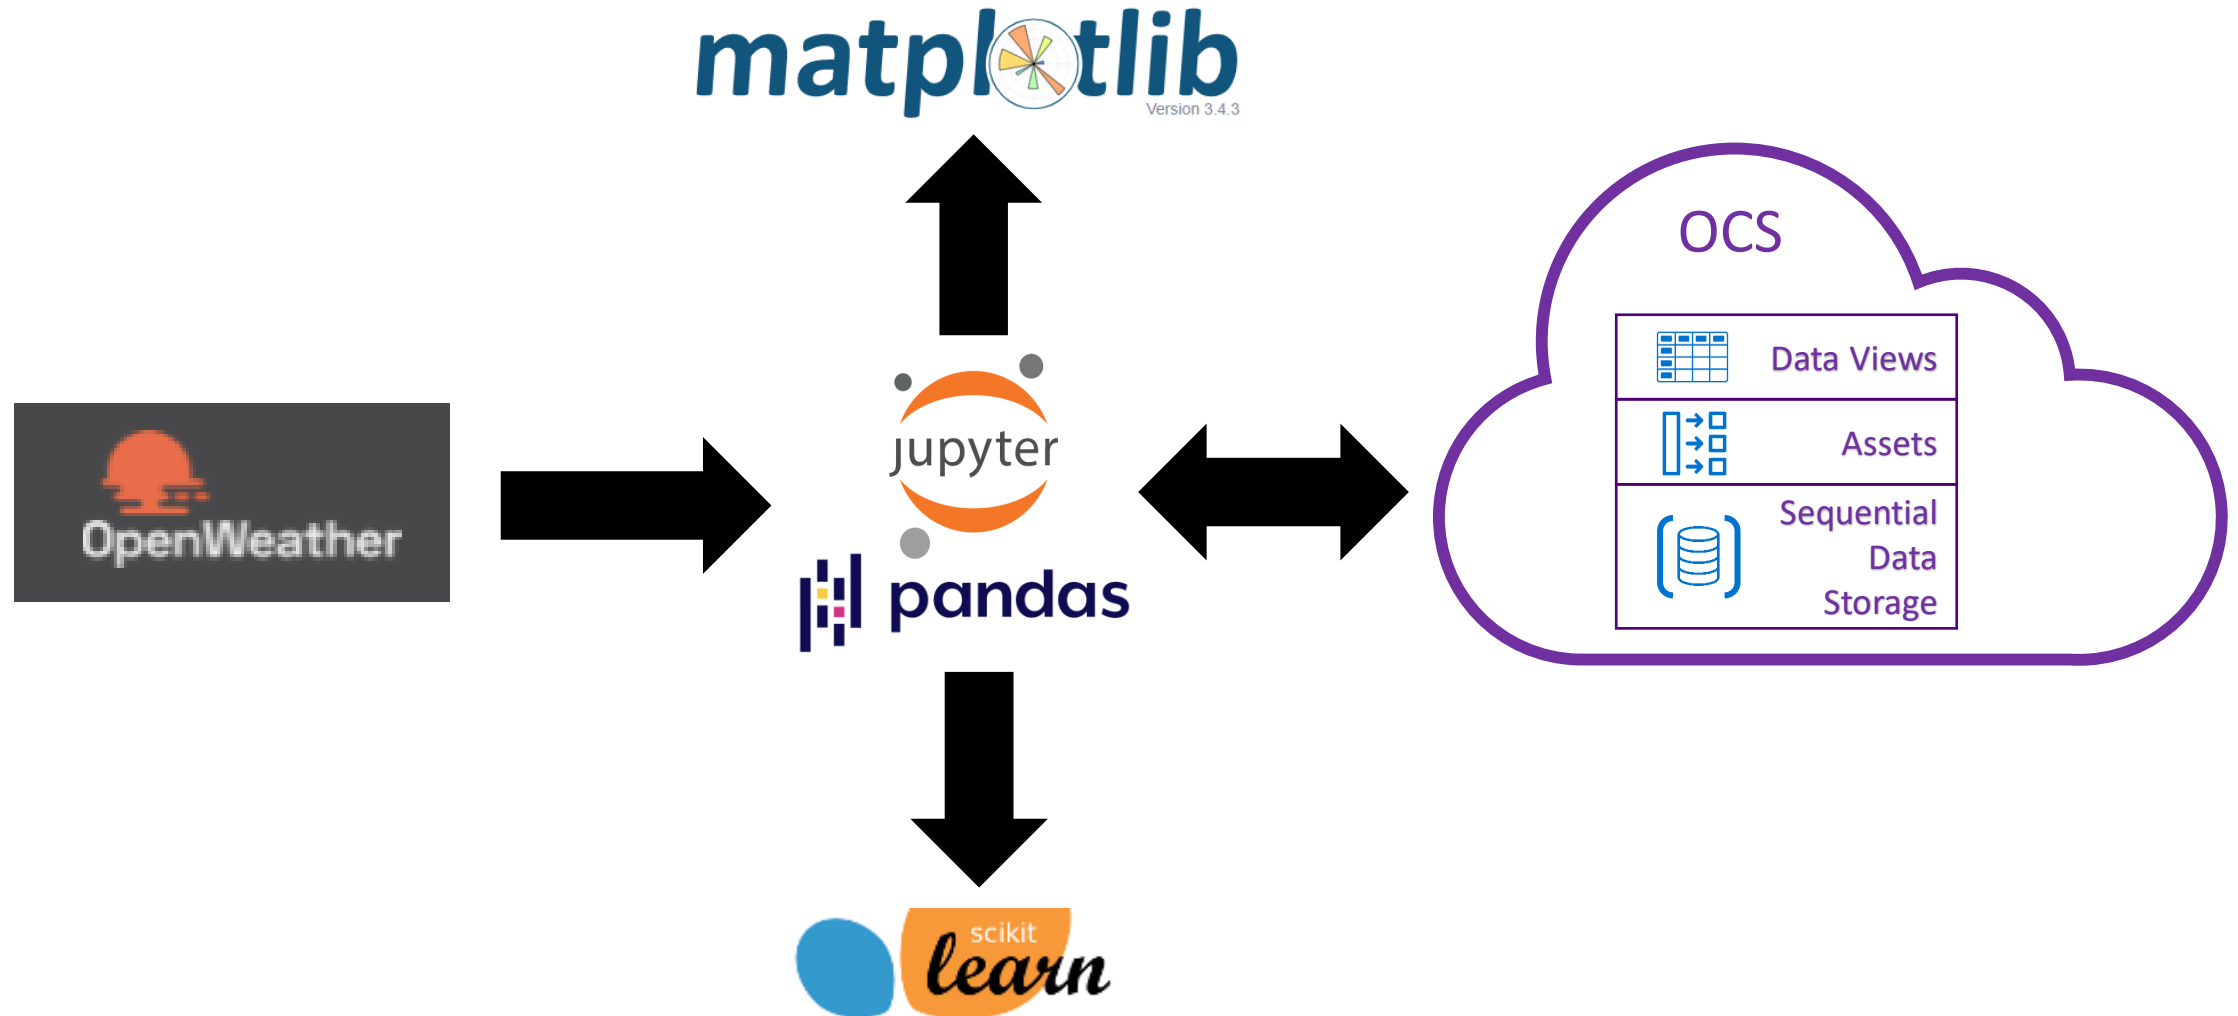 matplotlib
Version 3.4.3
OpenWeather
jupyter
pandas
OCS
Data Views
Assets
Sequential
Data
Storage
scikit
learn